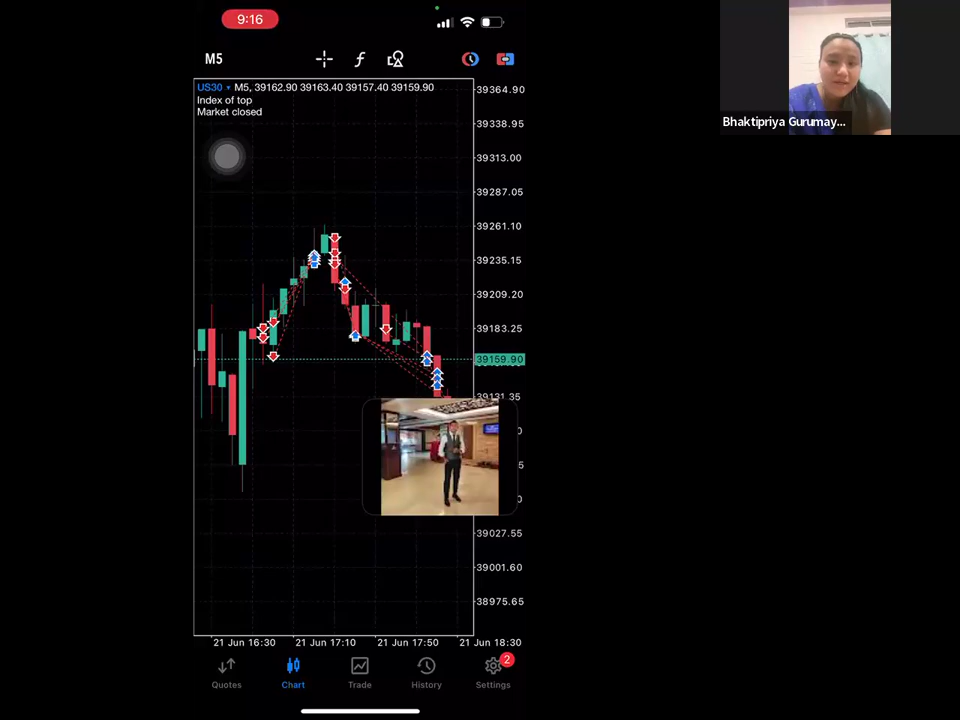 9:16
M5
US30 M5, 39162.90 39163.40 39157.40 39159.90
Index of top
Market closed
39364.90
39338.95
39313.00
39287.05
39261.10
39235.15
39209.20
39183.25
39159.90
39131.35
39027.55
39001.60
38975.65
21 Jun 16:30
21 Jun 17:10
21 Jun 17:50
21 Jun 18:30
Quotes
Chart
Trade
History
2
Settings
Bhaktipriya Gurumay...